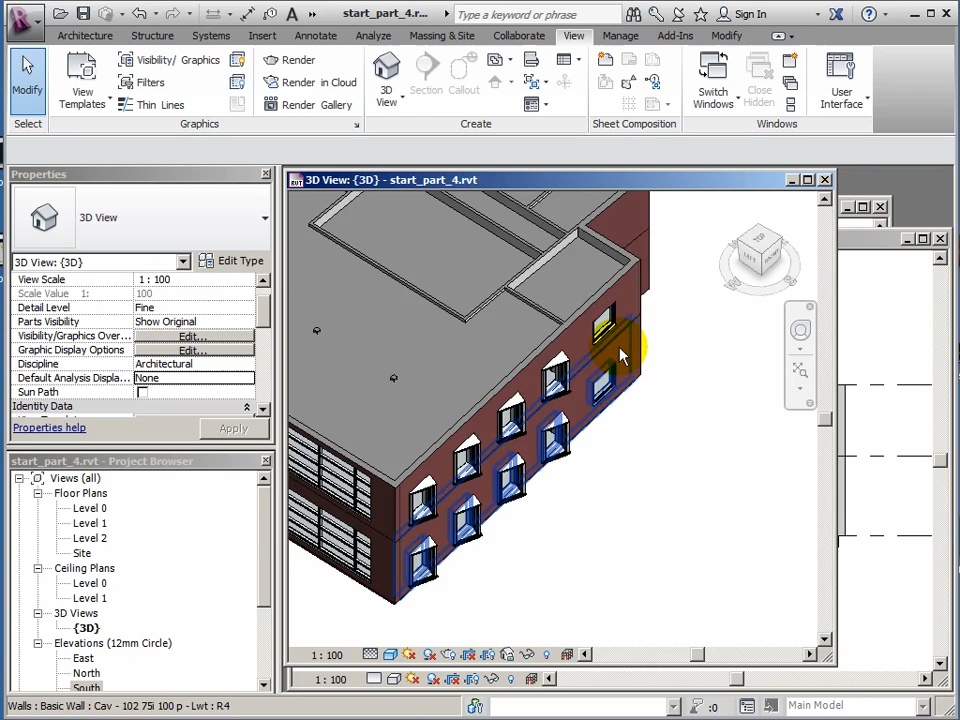 start_part_4.r...
Type a keyword or phrase
Sign In
Architecture Structure Systems Insert Annotate Analyze Massing & Site Collaborate View Manage Add-Ins Modify
Modify
View Templates
Visibility/ Graphics
Filters
Thin Lines
Render
Render in Cloud
Render Gallery
3D View
Section
Callout
Switch Windows
Close Hidden
User Interface
Select Graphics Create Sheet Composition Windows
Properties
3D View
3D View: {3D}
Edit Type
View Scale 1 : 100
Scale Value 1: 100
Detail Level Fine
Parts Visibility Show Original
Visibility/Graphics Over... Edit...
Graphic Display Options Edit...
Discipline Architectural
Default Analysis Displa... None
Sun Path
Identity Data
Properties help
Apply
start_part_4.rvt - Project Browser
Views (all)
Floor Plans
Level 0
Level 1
Level 2
Site
Ceiling Plans
Level 0
Level 1
3D Views
{3D}
Elevations (12mm Circle)
East
North
South
3D View: {3D} - start_part_4.rvt
TOP
LEFT
1 : 100
1 : 100
Walls : Basic Wall : Cav - 102 75i 100 p - Lwt : R4
:0
Main Model